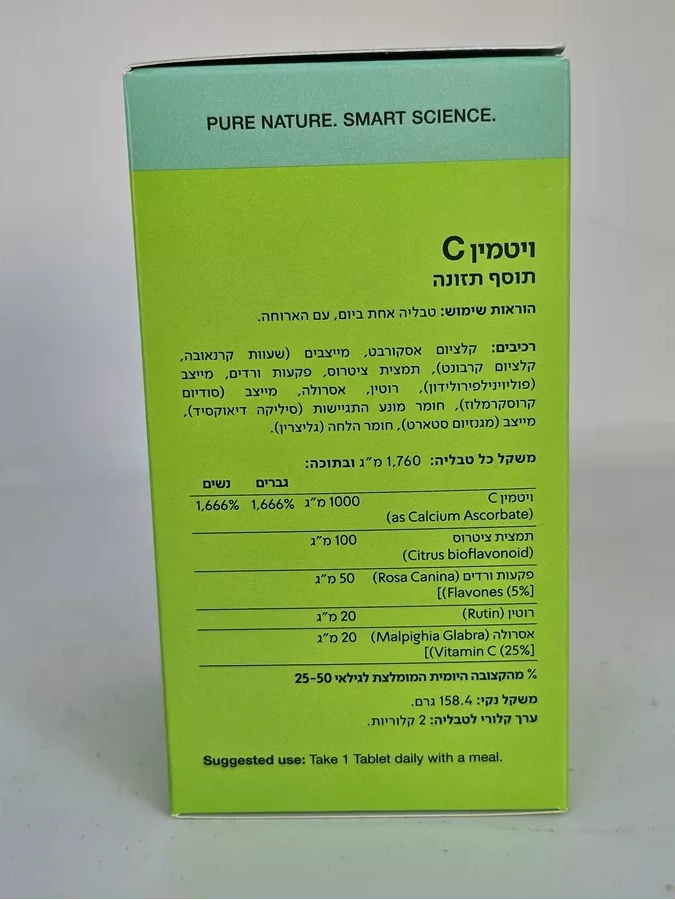 PURE NATURE. SMART SCIENCE.
ויטמין C
תוסף תזונה
הוראות שימוש: טבליה אחת ביום, עם הארוחה.
רכיבים: קלציום אסקורבט, מייצבים (שעוות קרנאובה,
קלציום קרבונט), תמצית ציטרוס, פקעות ורדים, מייצב
(פוליוינילפירולידון), רוטין, אסרולה, מייצב (סודיום
קרוסקרמלוז), חומר מונע התגיישות (סיליקה דיאוקסיד),
מייצב (מגנזיום סטארט), חומר הלחה (גליצרין).
משקל כל טבליה: 1,760 מ"ג ובתוכה:
גברים נשים
ויטמין C 1000 מ"ג 1,666% 1,666%
(as Calcium Ascorbate)
תמצית ציטרוס 100 מ"ג
(Citrus bioflavonoid)
פקעות ורדים (Rosa Canina) 50 מ"ג
[(Flavones (5%]
רוטין (Rutin) 20 מ"ג
אסרולה (Malpighia Glabra) 20 מ"ג
[(Vitamin C (25%]
% מהקצובה היומית המומלצת לגילאי 25-50
משקל נקי: 158.4 גרם.
ערך קלורי לטבליה: 2 קלוריות.
Suggested use: Take 1 Tablet daily with a meal.